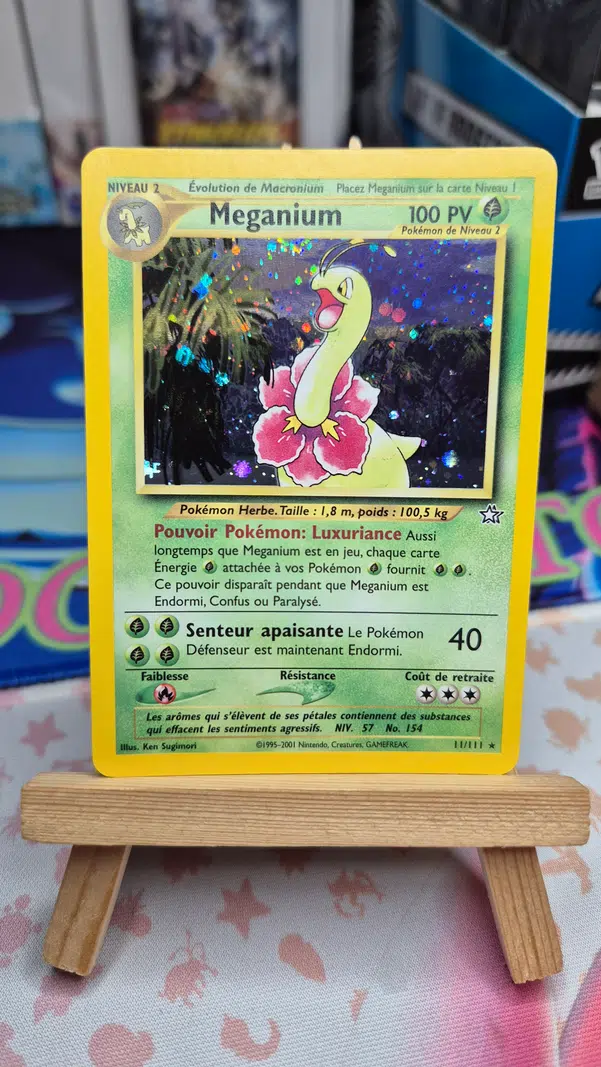 NIVEAU 2 Évolution de Macronium Placez Meganium sur la carte Niveau 1
Meganium 100 PV
Pokémon de Niveau 2
Pokémon Herbe. Taille : 1,8 m, poids : 100,5 kg
Pouvoir Pokémon: Luxuriance Aussi
longtemps que Meganium est en jeu, chaque carte
Énergie attachée à vos Pokémon fournit .
Ce pouvoir disparaît pendant que Meganium est
Endormi, Confus ou Paralysé.
Senteur apaisante Le Pokémon 40
Défenseur est maintenant Endormi.
Faiblesse Résistance Coût de retraite
Les arômes qui s'élèvent de ses pétales contiennent des substances
qui effacent les sentiments agressifs. NIV. 57 No. 154
Illus. Ken Sugimori ©1995-2001 Nintendo, Creatures, GAMEFREAK. 11/111 ★